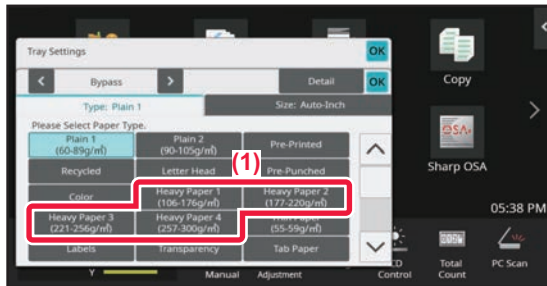 Tray Settings
OK
Copy
Bypass
Detail
OK
Type: Plain 1
Size: Auto-Inch
Please Select Paper Type.
Plain 1
(60-89g/㎡)
Plain 2
(90-105g/㎡)
Pre-Printed
Recycled
Letter Head
Pre-Punched
(1)
Sharp OSA
Color
Heavy Paper 1
(106-176g/㎡)
Heavy Paper 2
(177-220g/㎡)
Heavy Paper 3
(221-256g/㎡)
Heavy Paper 4
(257-300g/㎡)
(55-59g/㎡)
05:38 PM
Labels
Transparency
Tab Paper
Y
Manual
Adjustment
Control
Total
Count
PC Scan